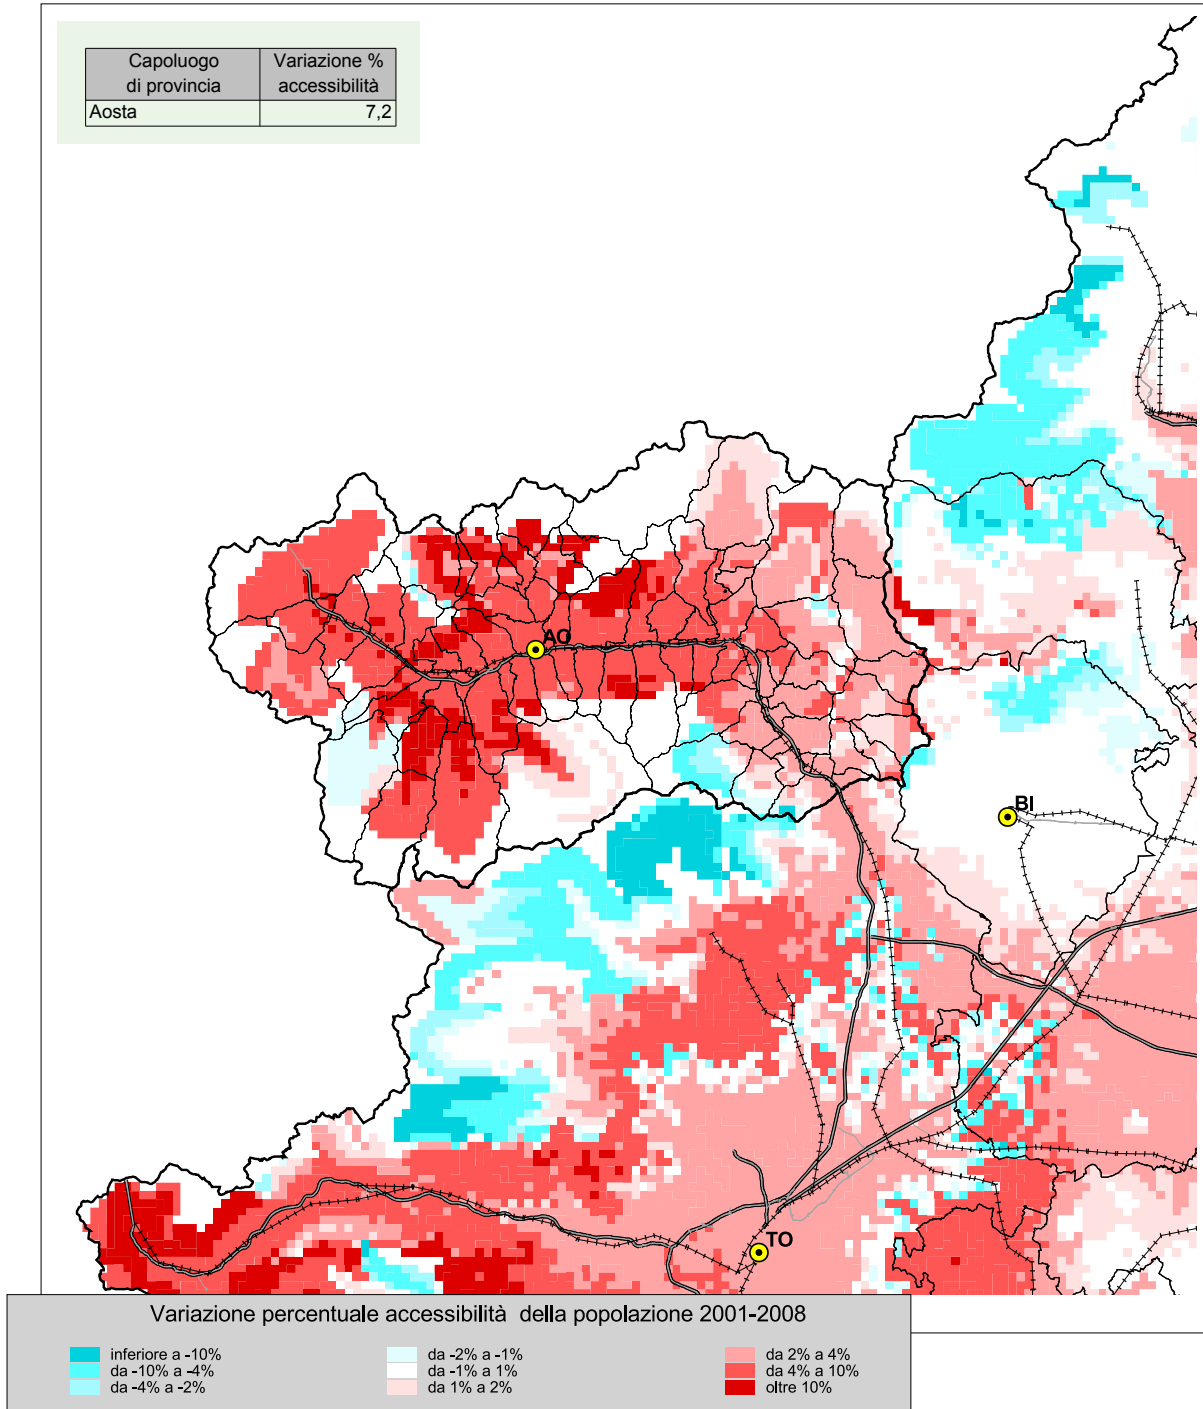 Capoluogo di provincia
Variazione % accessibilità
Aosta 7,2
AO
BI
TO
Variazione percentuale accessibilità della popolazione 2001-2008
inferiore a -10%
da -10% a -4%
da -4% a -2%
da -2% a -1%
da -1% a 1%
da 1% a 2%
da 2% a 4%
da 4% a 10%
oltre 10%